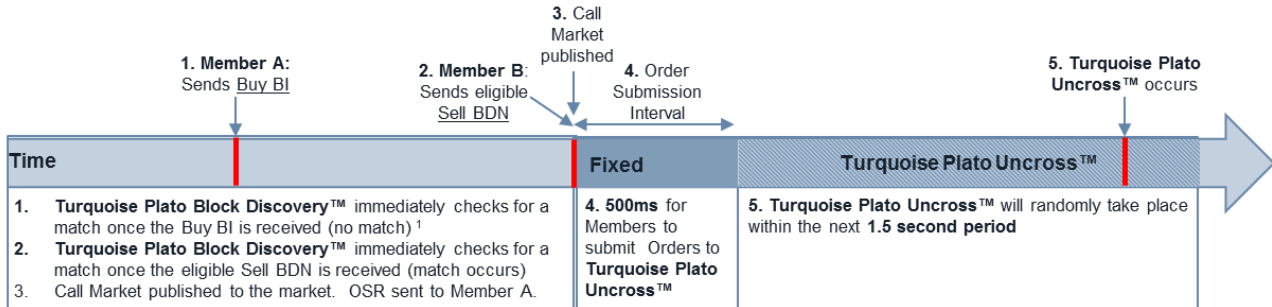 3. Call
Market
published
1. Member A:
Sends Buy BI
2. Member B:
Sends eligible
Sell BDN
4. Order
Submission
Interval
5. Turquoise Plato
Uncross™ occurs
Time
Fixed
Turquoise Plato Uncross™
1. Turquoise Plato Block Discovery™ immediately checks for a
match once the Buy BI is received (no match) 1
2. Turquoise Plato Block Discovery™ immediately checks for a
match once the eligible Sell BDN is received (match occurs)
3. Call Market published to the market. OSR sent to Member A.
4. 500ms for
Members to
submit Orders to
Turquoise Plato
Uncross™
5. Turquoise Plato Uncross™ will randomly take place
within the next 1.5 second period